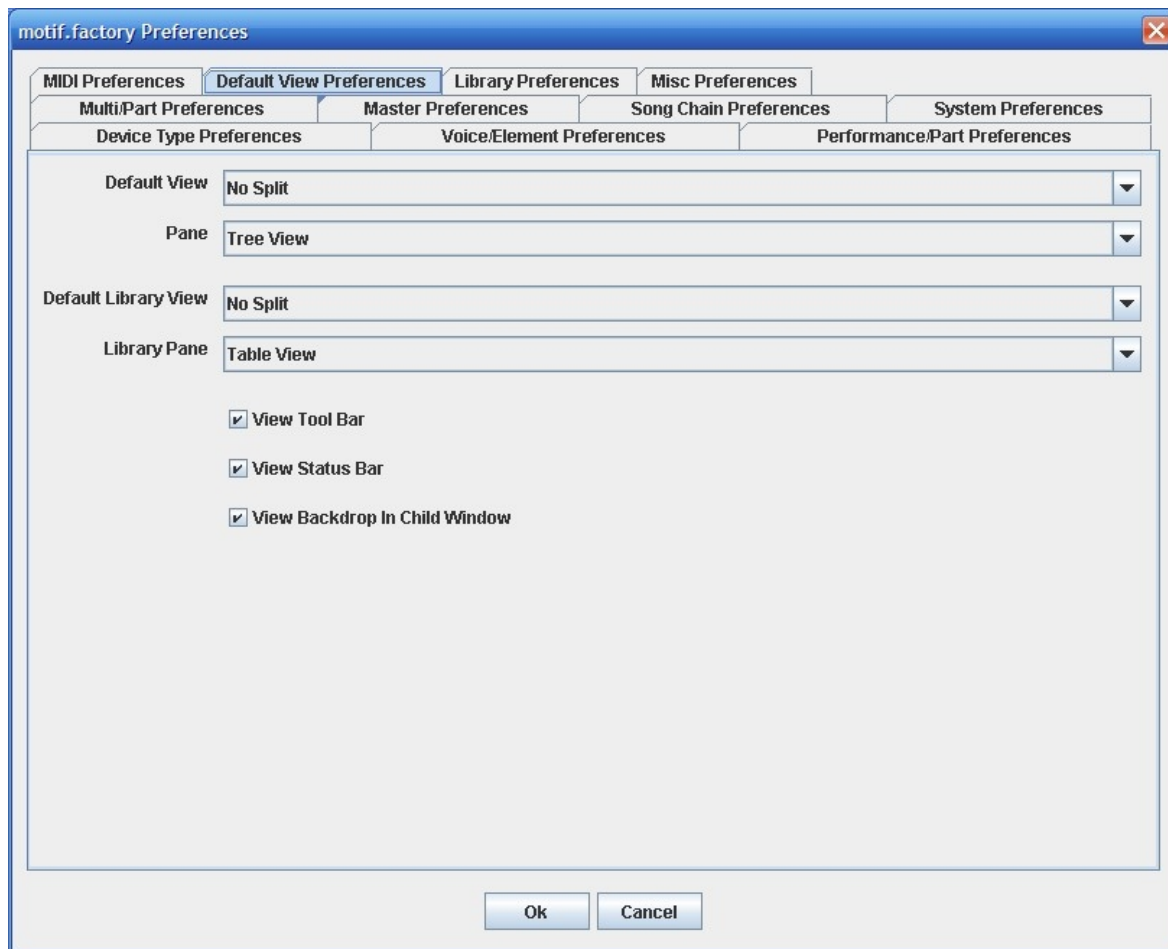 motif.factory Preferences
MIDI Preferences Default View Preferences Library Preferences Misc Preferences
Multi/Part Preferences Master Preferences Song Chain Preferences System Preferences
Device Type Preferences Voice/Element Preferences Performance/Part Preferences
Default View No Split
Pane Tree View
Default Library View No Split
Library Pane Table View
View Tool Bar
View Status Bar
View Backdrop In Child Window
Ok Cancel